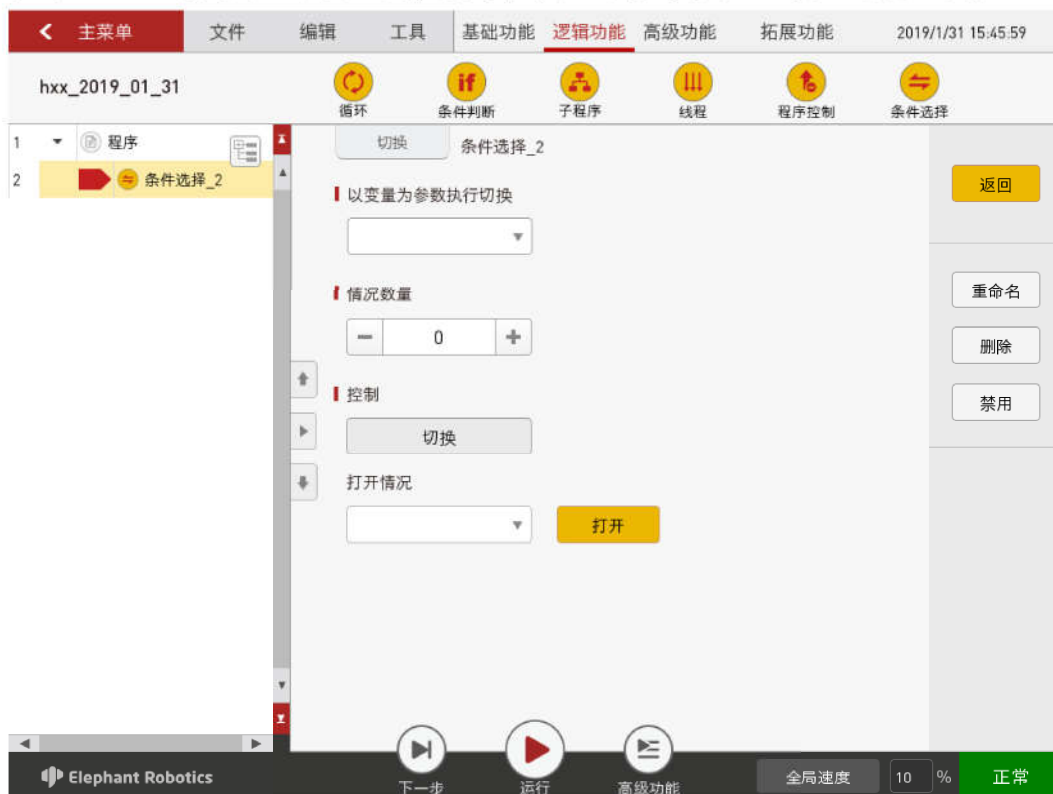 主菜单 文件 编辑 工具 基础功能 逻辑功能 高级功能 拓展功能 2019/1/31 15:45:59
hxx_2019_01_31
循环 if 条件判断 子程序 线程 程序控制 条件选择
1 程序
2 条件选择_2
切换 条件选择_2
返回
以变量为参数执行切换
情况数量
重命名
0
删除
控制
禁用
切换
打开情况
打开
Elephant Robotics
下一步 运行 高级功能
全局速度 10 % 正常